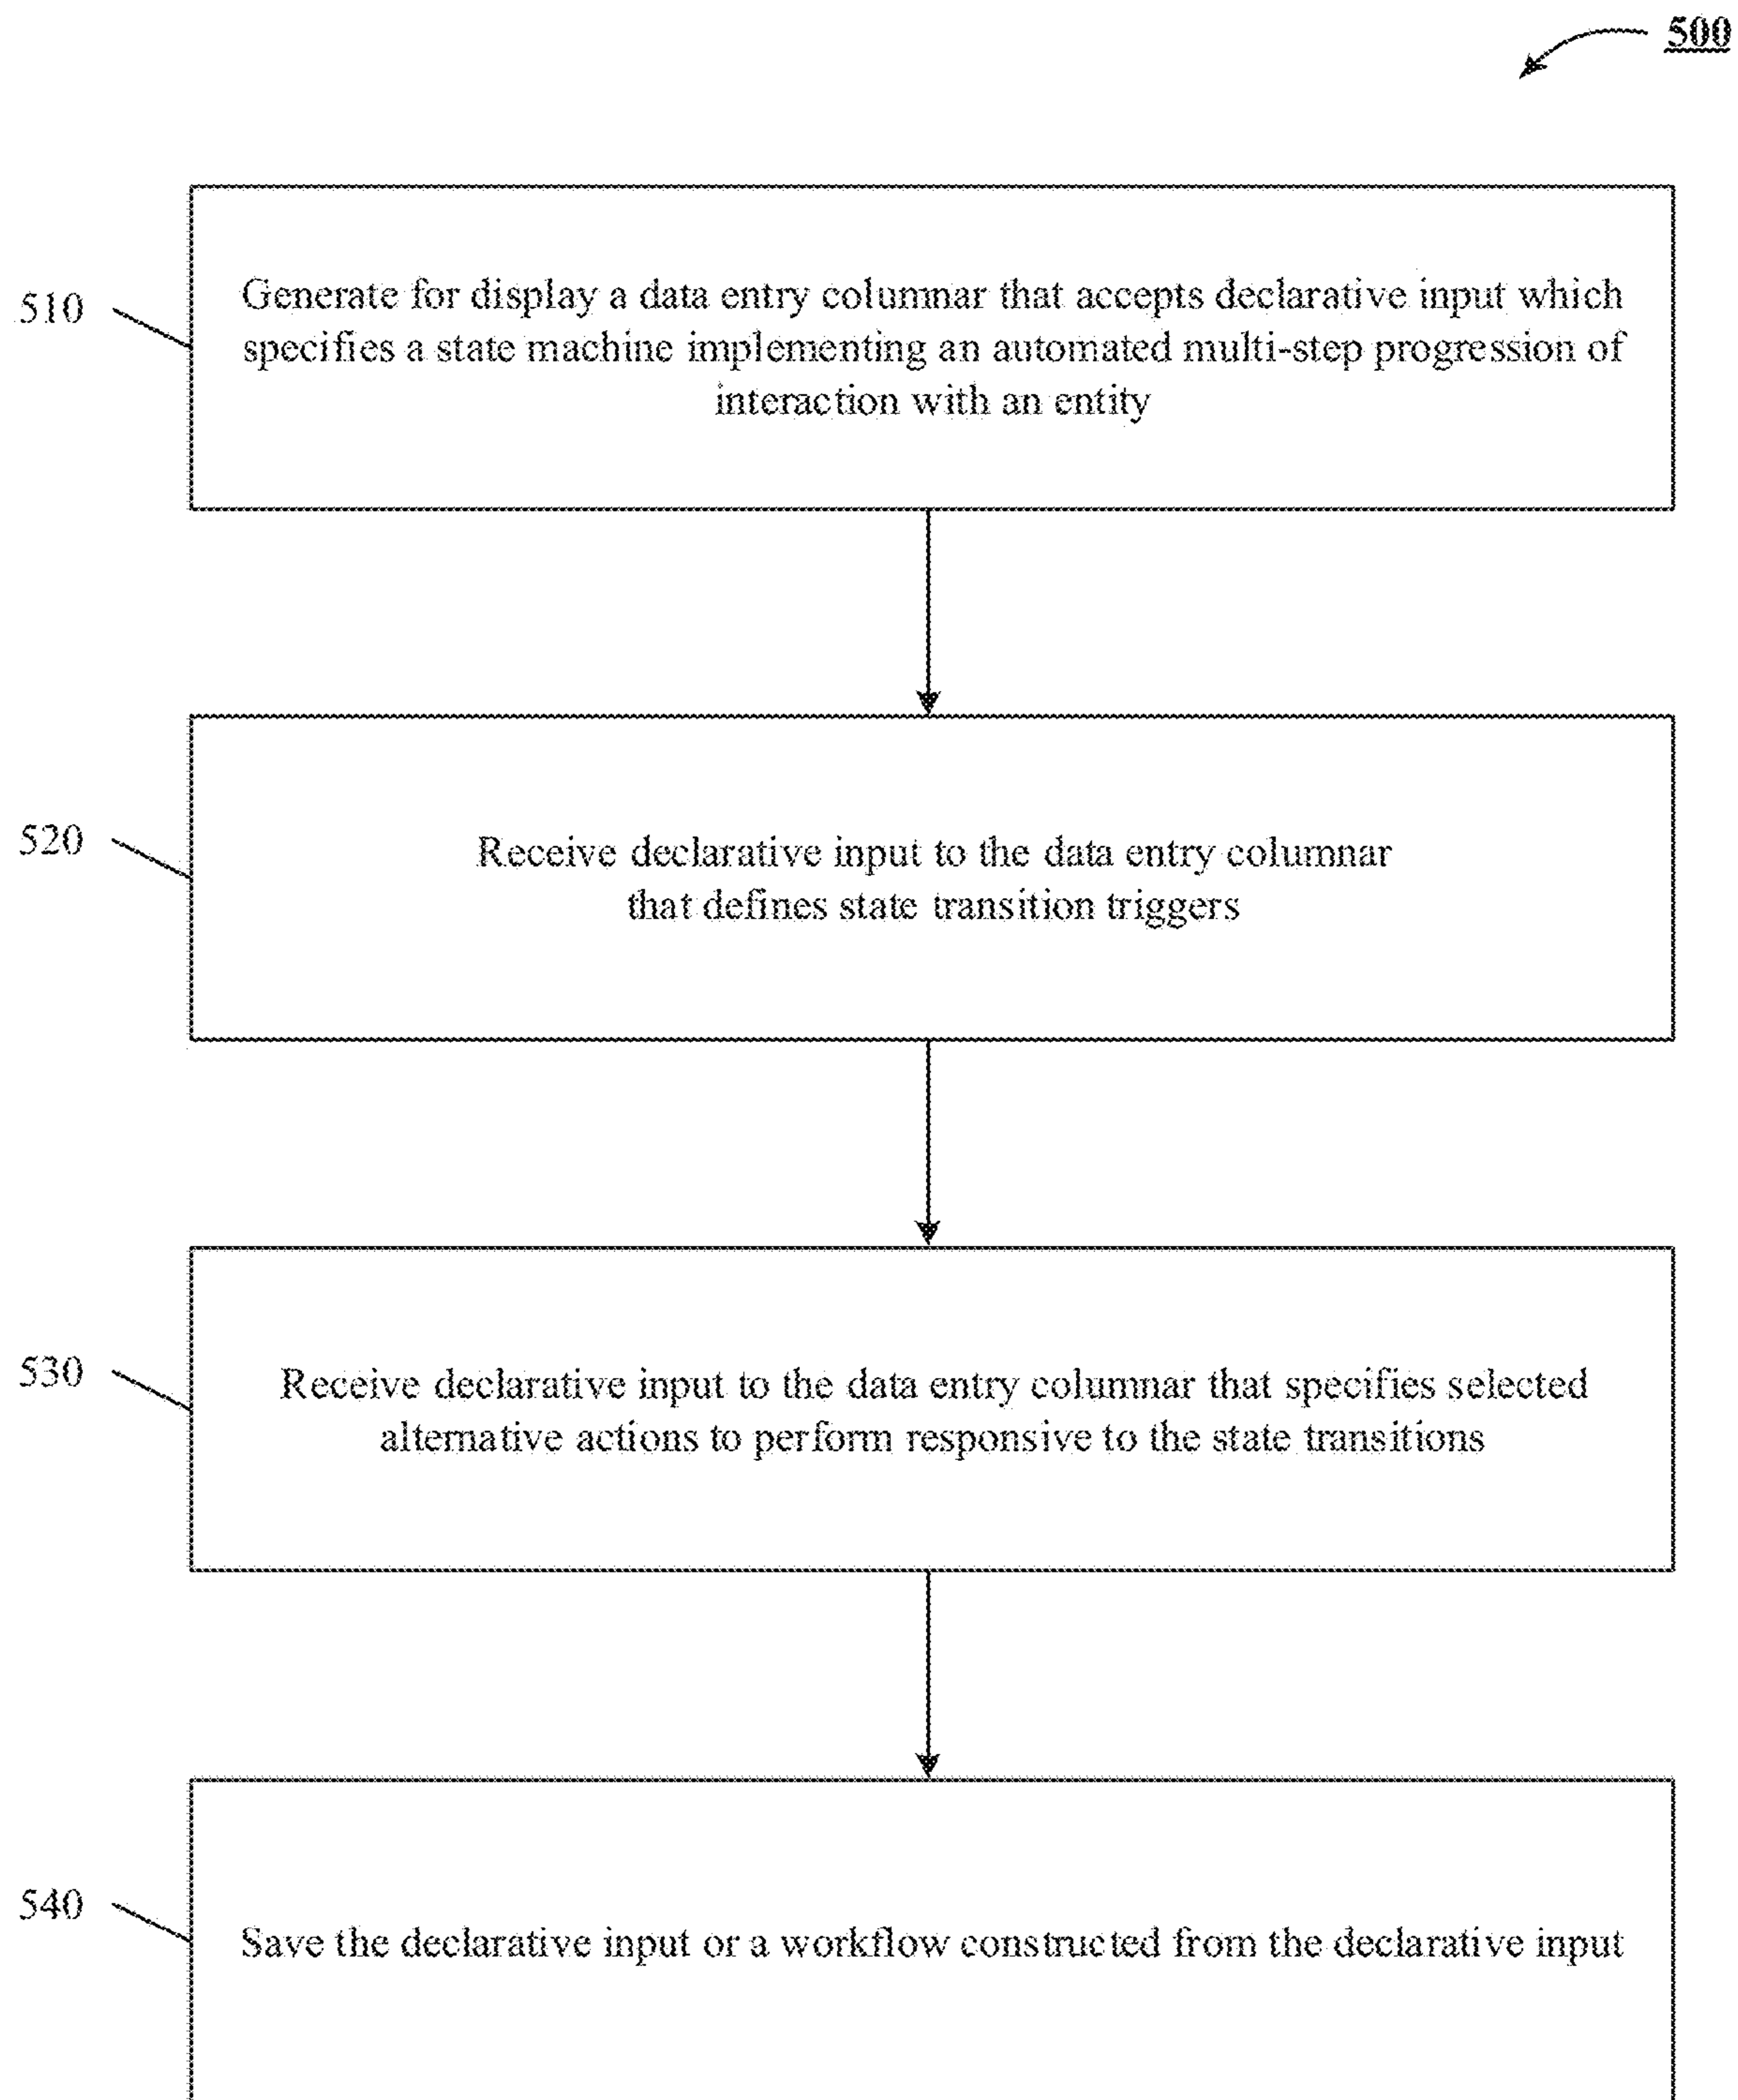 500
510
Generate for display a data entry columnar that accepts declarative input which
specifies a state machine implementing an automated multi-step progression of
interaction with an entity
520
Receive declarative input to the data entry columnar
that defines state transition triggers
530
Receive declarative input to the data entry columnar that specifies selected
alternative actions to perform responsive to the state transitions
540
Save the declarative input or a workflow constructed from the declarative input